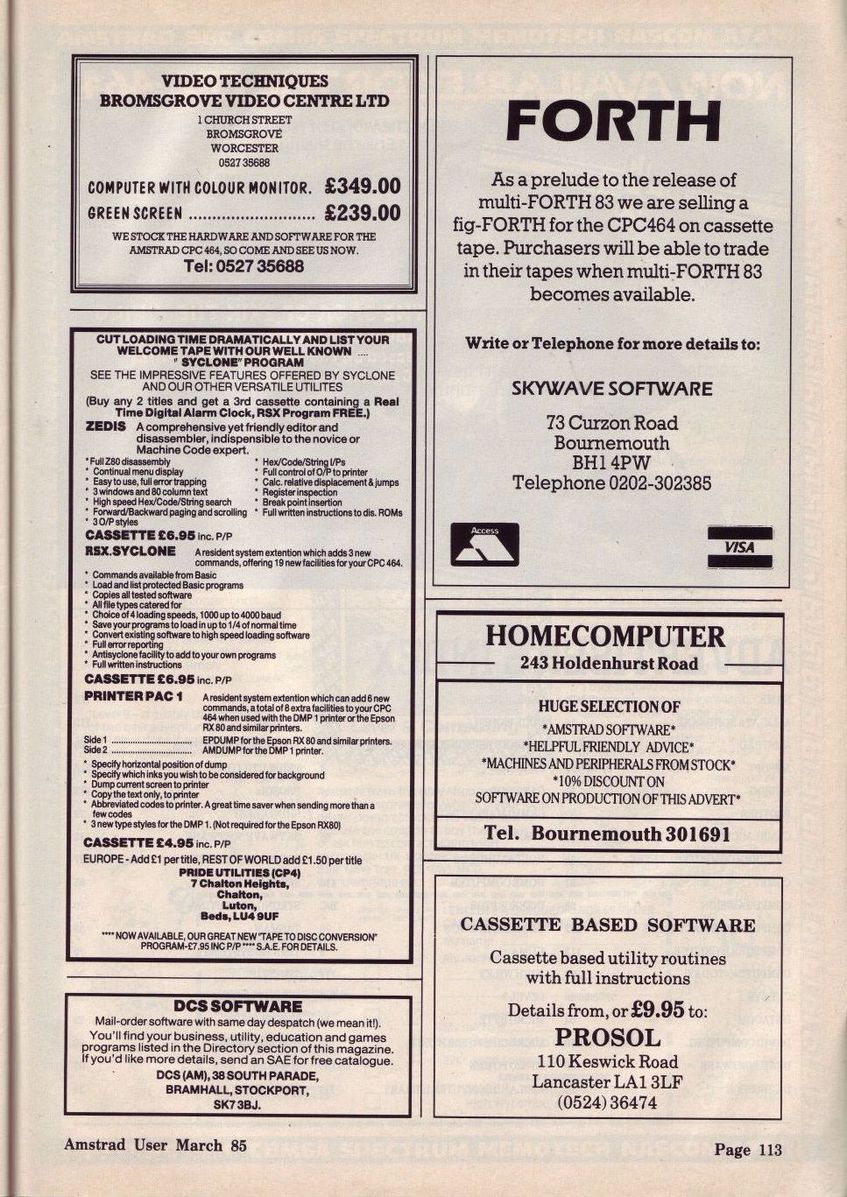 VIDEO TECHNIQUES
BROMSGROVE VIDEO CENTRE LTD
1 CHURCH STREET
BROMSGROVE
WORCESTER
0527 35688
COMPUTER WITH COLOUR MONITOR. £349.00
GREEN SCREEN ........................... £239.00
WE STOCK THE HARDWARE AND SOFTWARE FOR THE
AMSTRAD CPC 464, SO COME AND SEE US NOW.
Tel: 0527 35688
CUT LOADING TIME DRAMATICALLY AND LIST YOUR
WELCOME TAPE WITH OUR WELL KNOWN ....
" SYCLONE" PROGRAM
SEE THE IMPRESSIVE FEATURES OFFERED BY SYCLONE
AND OUR OTHER VERSATILE UTILITES
(Buy any 2 titles and get a 3rd cassette containing a Real
Time Digital Alarm Clock, RSX Program FREE.)
ZEDIS A comprehensive yet friendly editor and
disassembler, indispensible to the novice or
Machine Code expert.
* Full Z80 disassembly
* Continual menu display
* Easy to use, full error trapping
* 3 windows and 80 column text
* High speed Hex/Code/String search
* Forward/Backward paging and scrolling
* 3 O/P styles
* Hex/Code/String I/Ps
* Full control of O/P to printer
* Calc. relative displacement & jumps
* Register inspection
* Break point insertion
* Full written instructions to dis. ROMs
CASSETTE £6.95 inc. P/P
RSX.SYCLONE A resident system extention which adds 3 new
commands, offering 19 new facilities for your CPC 464.
* Commands available from Basic
* Load and list protected Basic programs
* Copies all tested software
* All file types catered for
* Choice of 4 loading speeds, 1000 up to 4000 baud
* Save your programs to load in up to 1/4 of normal time
* Convert existing software to high speed loading software
* Full error reporting
* Antisyclone facility to add to your own programs
* Full written instructions
CASSETTE £6.95 inc. P/P
PRINTER PAC 1 A resident system extention which can add 6 new
commands, a total of 8 extra facilities to your CPC
464 when used with the DMP 1 printer or the Epson
RX 80 and similar printers.
Side 1 .............................. EPDUMP for the Epson RX 80 and similar printers.
Side 2 .............................. AMDUMP for the DMP 1 printer.
* Specify horizontal position of dump
* Specify which inks you wish to be considered for background
* Dump current screen to printer
* Copy the text only, to printer
* Abbreviated codes to printer. A great time saver when sending more than a
few codes
* 3 new type styles for the DMP 1. (Not required for the Epson RX80)
CASSETTE £4.95 inc. P/P
EUROPE - Add £1 per title, REST OF WORLD add £1.50 per title
PRIDE UTILITIES (CP4)
7 Chalton Heights,
Chalton,
Luton,
Beds, LU4 9UF
**** NOW AVAILABLE, OUR GREAT NEW "TAPE TO DISC CONVERSION"
PROGRAM-£7.95 INC P/P **** S.A.E. FOR DETAILS.
DCS SOFTWARE
Mail-order software with same day despatch (we mean it!).
You'll find your business, utility, education and games
programs listed in the Directory section of this magazine.
If you'd like more details, send an SAE for free catalogue.
DCS (AM), 38 SOUTH PARADE,
BRAMHALL, STOCKPORT,
SK7 3BJ.
FORTH
As a prelude to the release of
multi-FORTH 83 we are selling a
fig-FORTH for the CPC464 on cassette
tape. Purchasers will be able to trade
in their tapes when multi-FORTH 83
becomes available.
Write or Telephone for more details to:
SKYWAVE SOFTWARE
73 Curzon Road
Bournemouth
BH1 4PW
Telephone 0202-302385
Access
VISA
HOMECOMPUTER
243 Holdenhurst Road
HUGE SELECTION OF
*AMSTRAD SOFTWARE*
*HELPFUL FRIENDLY ADVICE*
*MACHINES AND PERIPHERALS FROM STOCK*
*10% DISCOUNT ON
SOFTWARE ON PRODUCTION OF THIS ADVERT*
Tel. Bournemouth 301691
CASSETTE BASED SOFTWARE
Cassette based utility routines
with full instructions
Details from, or £9.95 to:
PROSOL
110 Keswick Road
Lancaster LA1 3LF
(0524) 36474
Amstrad User March 85
Page 113